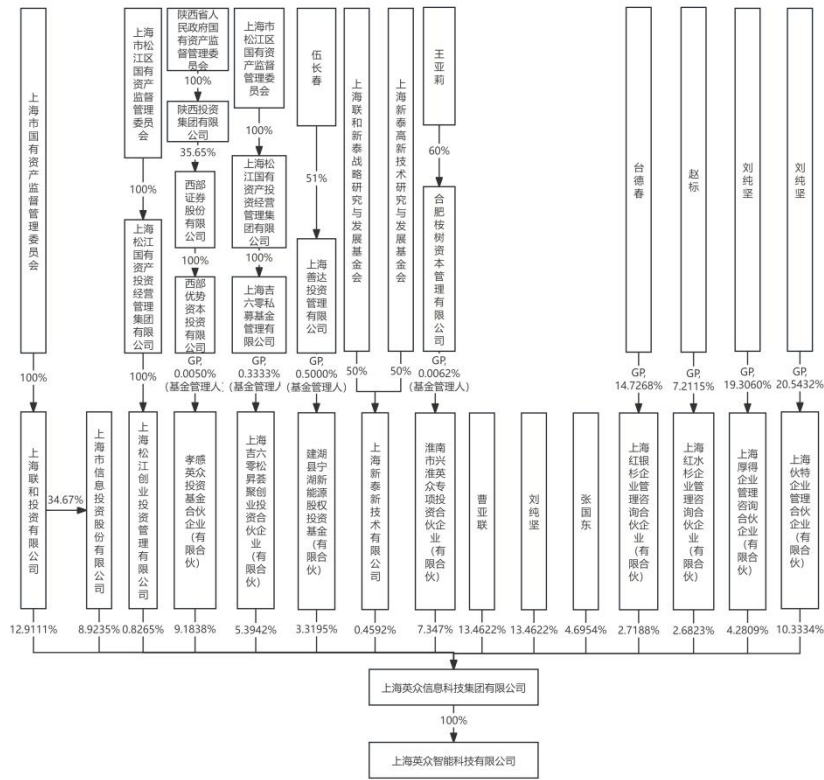 上海市国有资产监督管理委员会
上海市松江区国有资产监督管理委员会
陕西省人民政府国有资产监督管理委员会
上海市松江区国有资产监督管理委员会
伍长春
上海联和新泰战略研究与发展基金会
上海新泰高新技术研究与发展基金会
王亚莉
台德春
赵标
刘纯坚
刘纯坚
100%
陕西投资集团有限公司
35.65%
100%
60%
51%
100%
西部证券股份有限公司
上海松江国有资产投资经营管理集团有限公司
合肥桉树资本管理有限公司
上海松江国有资产投资经营管理集团有限公司
上海善达投资管理有限公司
100%
100%
西部优势资本投资有限公司
上海吉六零私募基金管理有限公司
100%
100%
GP,
0.0050%
(基金管理人)
GP,
0.3333%
(基金管理人)
GP,
0.5000%
(基金管理人)
50%
50%
GP,
0.0062%
(基金管理人)
GP,
14.7268%
GP,
7.2115%
GP,
19.3060%
GP,
20.5432%
上海联和投资有限公司
34.67%
上海市信息投资股份有限公司
上海松江创业投资管理有限公司
孝感英众投资基金合伙企业(有限合伙)
上海吉六零松昇荟聚创业投资合伙企业(有限合伙)
建湖县宁湖新能源股权投资基金(有限合伙)
上海新泰新技术有限公司
淮南市兴淮英众专项投资合伙企业(有限合伙)
曹亚联
刘纯坚
张国东
上海红银杉企业管理咨询合伙企业(有限合伙)
上海红水杉企业管理咨询合伙企业(有限合伙)
上海厚得企业管理咨询合伙企业(有限合伙)
上海伙特企业管理合伙企业(有限合伙)
12.9111%
8.9235%
0.8265%
9.1838%
5.3942%
3.3195%
0.4592%
7.347%
13.4622%
13.4622%
4.6954%
2.7188%
2.6823%
4.2809%
10.3334%
上海英众信息科技集团有限公司
100%
上海英众智能科技有限公司